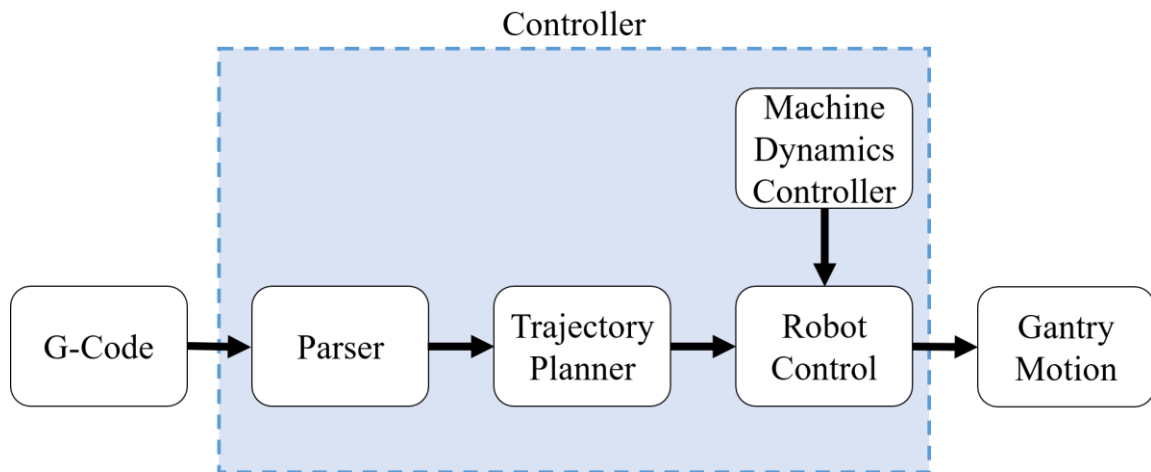 Controller
Machine
Dynamics
Controller
G-Code
Parser
Trajectory
Planner
Robot
Control
Gantry
Motion